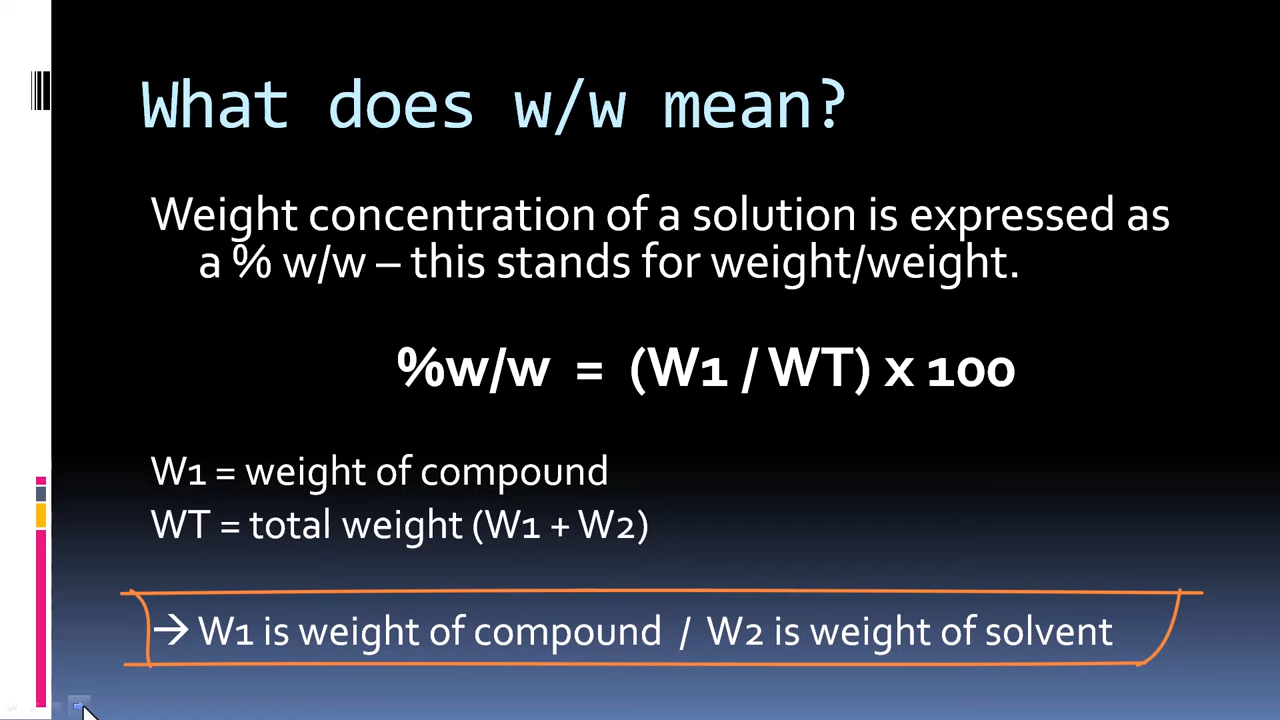 What does w/w mean?
Weight concentration of a solution is expressed as
a % w/w – this stands for weight/weight.
%w/w = (W1 / WT) x 100
W1 = weight of compound
WT = total weight (W1 + W2)
→ W1 is weight of compound / W2 is weight of solvent